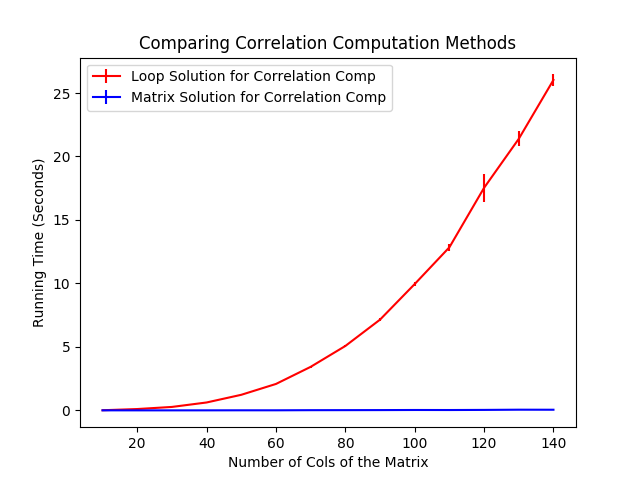 Comparing Correlation Computation Methods
Loop Solution for Correlation Comp
Matrix Solution for Correlation Comp
Running Time (Seconds)
25
20
15
10
5
0
20 40 60 80 100 120 140
Number of Cols of the Matrix